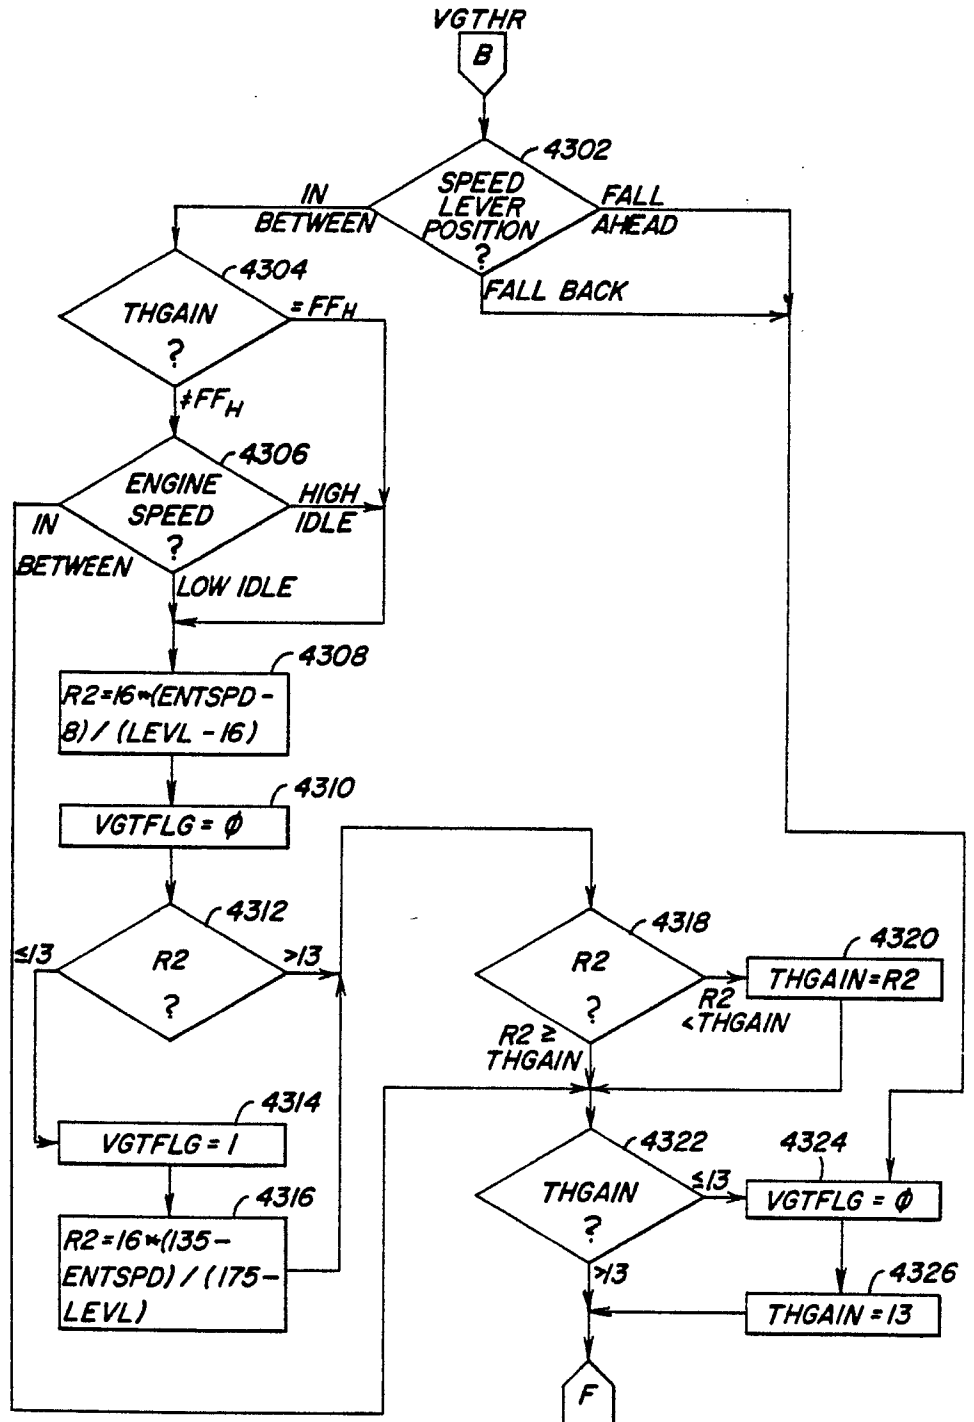 VGTHR
B
4302
SPEED
LEVER
POSITION
?
IN
BETWEEN
FALL
AHEAD
FALL BACK
4304
THGAIN
?
=FFH
≠FFH
4306
ENGINE
SPEED
?
HIGH
IDLE
IN
BETWEEN
LOW IDLE
4308
R2=16*(ENTSPD-
8)/(LEVL-16)
4310
VGTFLG=φ
4312
R2
?
≤13
>13
4314
VGTFLG=1
4316
R2=16*(135-
ENTSPD)/(175-
LEVL)
4318
R2
?
R2
<THGAIN
R2≥
THGAIN
4320
THGAIN=R2
4322
THGAIN
?
≤13
>13
4324
VGTFLG=φ
4326
THGAIN=13
F